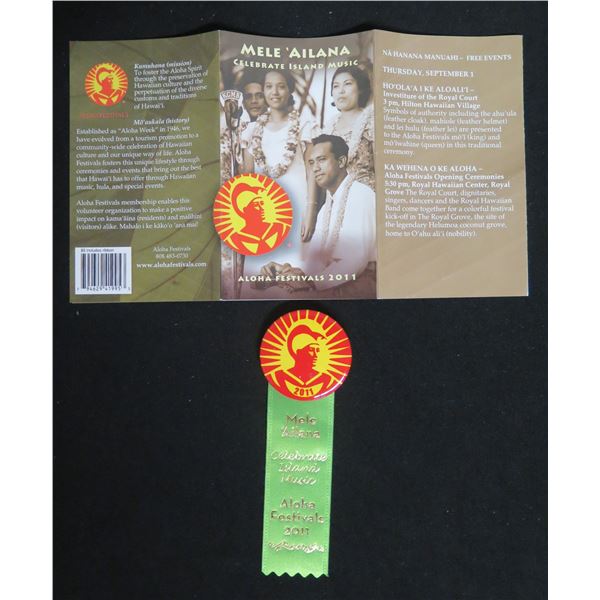 Kumuhana (mission)
To foster the Aloha Spirit
through the preservation of
Hawaiian culture and the
perpetuation of the diverse
customs and traditions
of Hawai'i.
ALOHA FESTIVALS
Mō'aukala (history)
Established as "Aloha Week" in 1946, we have
evolved from a tourism promotion to a
community-wide celebration of Hawaiian
culture and our unique way of life. Aloha
Festivals fosters this unique lifestyle through
ceremonies and events that bring out the best
that Hawai'i has to offer through Hawaiian
music, hula, and special events.
Aloha Festivals membership enables this
volunteer organization to make a positive
impact on kama'āina (residents) and malihini
(visitors) alike. Mahalo i ke kāko'o 'ana mai!
$5 Includes ribbon
Aloha Festivals
808.483-0730
www.alohafestivals.com
MELE 'AILANA
CELEBRATE ISLAND MUSIC
KGMB
ALOHA FESTIVALS 2011
NĀ HANANA MANUAHI – FREE EVENTS
THURSDAY, SEPTEMBER 1
HO'OLA'A I KE ALOALI'I –
Investiture of the Royal Court
3 pm, Hilton Hawaiian Village
Symbols of authority including the ahu'ula
(feather cloak), mahiole (feather helmet)
and lei hulu (feather lei) are presented
to the Aloha Festivals mō'ī (king) and
mō'īwahine (queen) in this traditional
ceremony.
KA WEHENA O KE ALOHA –
Aloha Festivals Opening Ceremonies
5:30 pm, Royal Hawaiian Center, Royal
Grove The Royal Court, dignitaries,
singers, dancers and the Royal Hawaiian
Band come together for a colorful festival
kick-off in The Royal Grove, the site of
the legendary Helumoa coconut grove,
home to O'ahu ali'i (nobility).
2011
Mele
'Ailana
Celebrate
Island
Music
Aloha
Festivals
2011